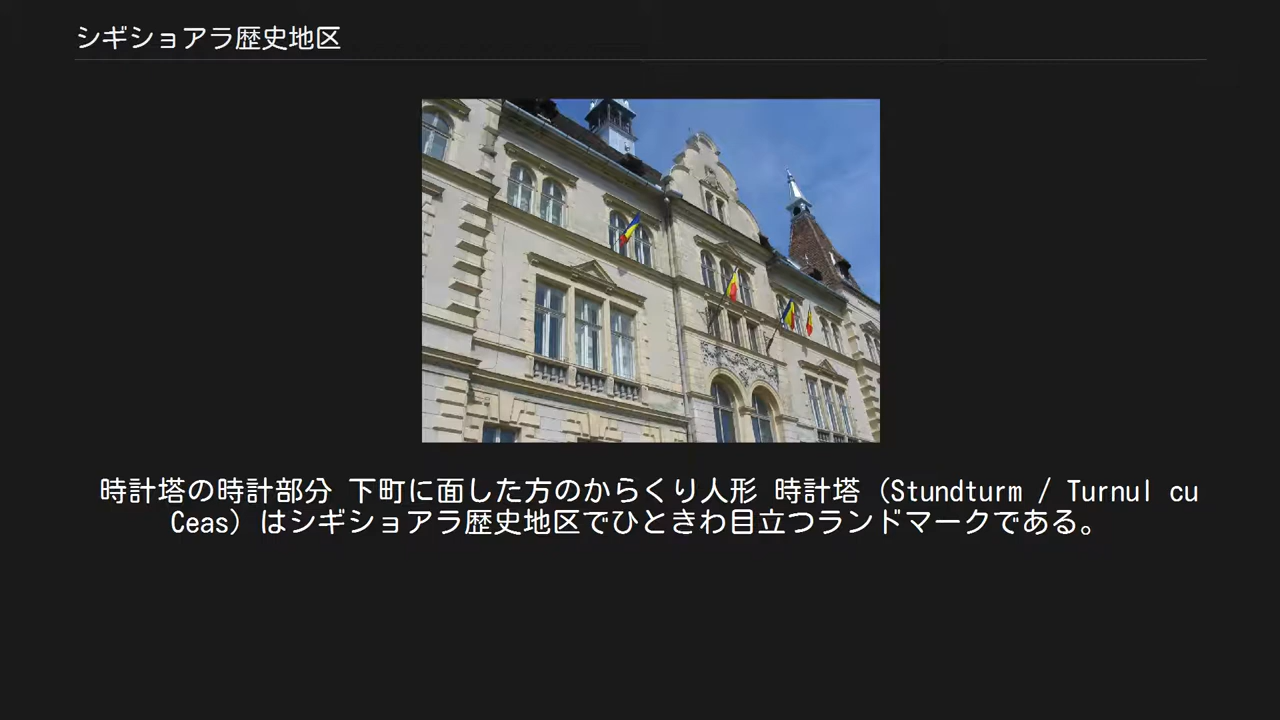 シギショアラ歴史地区
時計塔の時計部分 下町に面した方のからくり人形 時計塔（Stundturm / Turnul cu
Ceas）はシギショアラ歴史地区でひときわ目立つランドマークである。